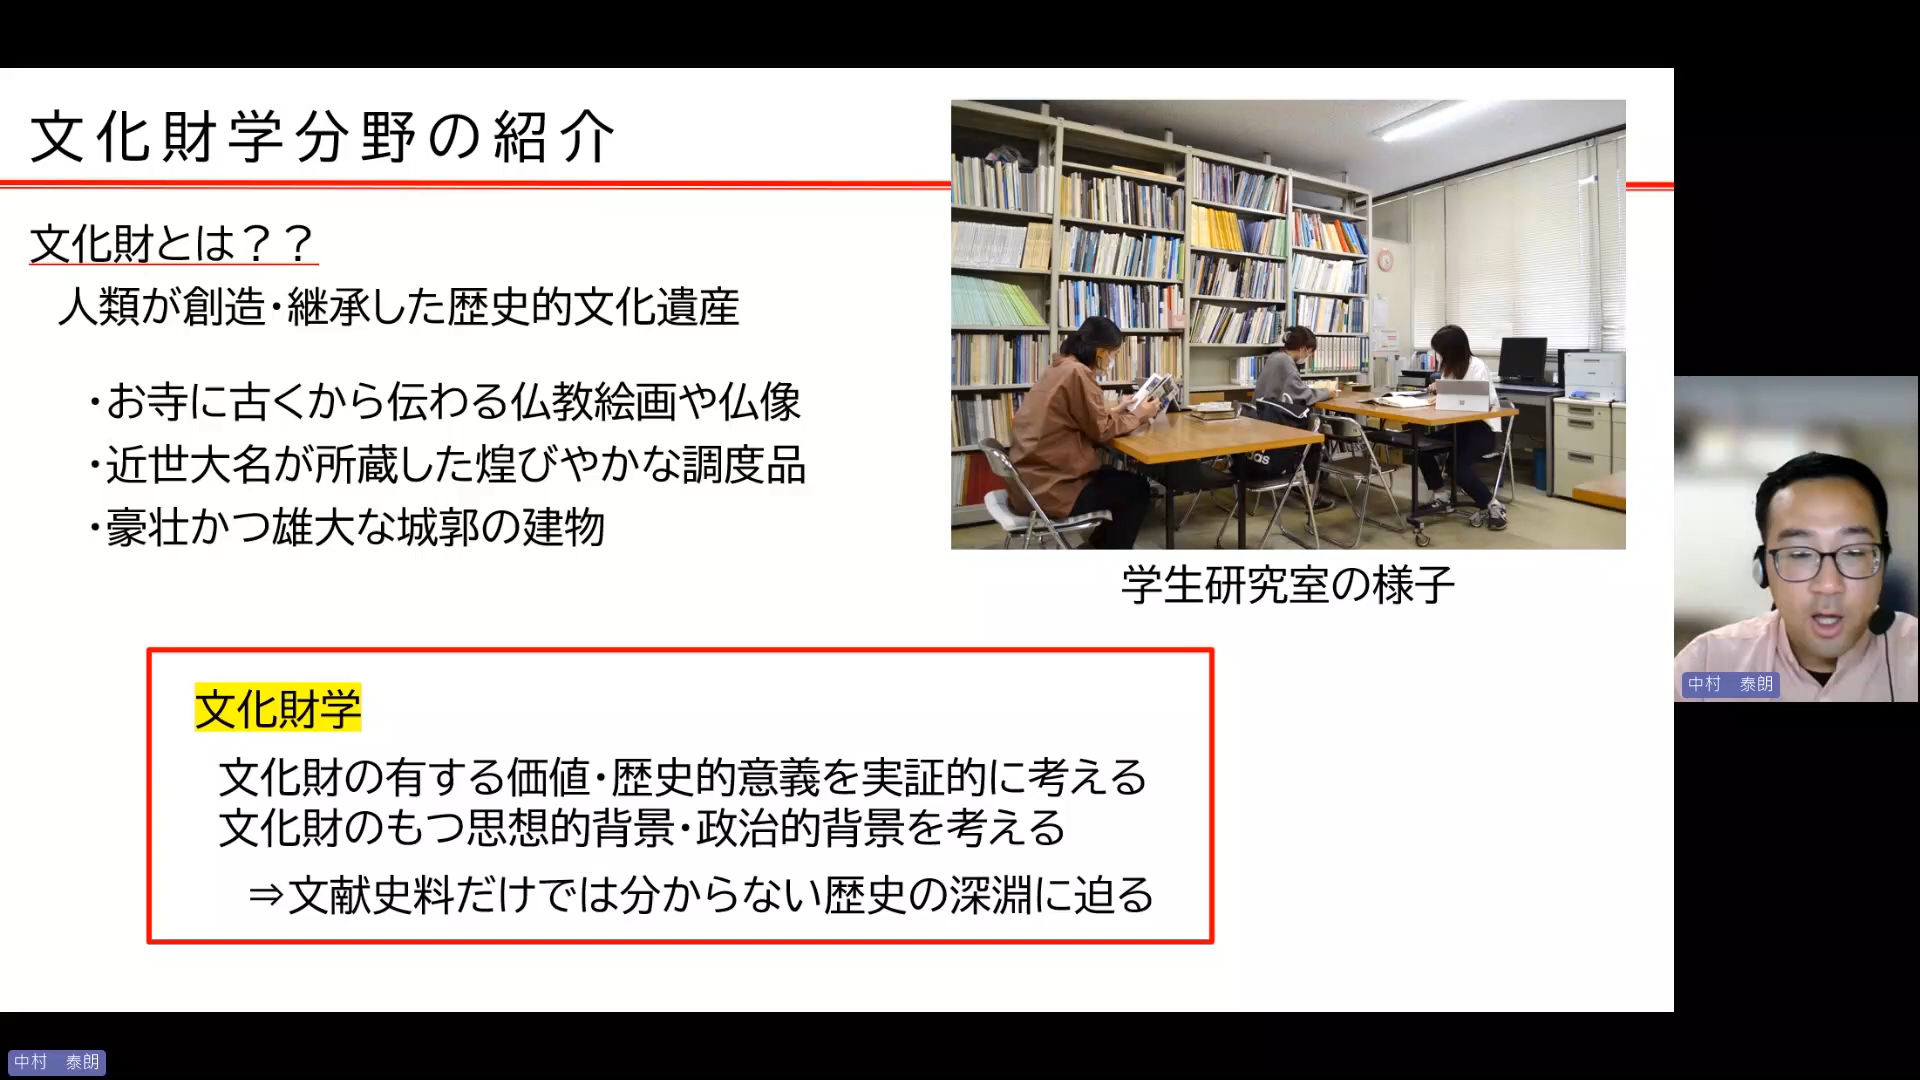 文化財学分野の紹介
文化財とは？？
人類が創造・継承した歴史的文化遺産
・お寺に古くから伝わる仏教絵画や仏像
・近世大名が所蔵した煌びやかな調度品
・豪壮かつ雄大な城郭の建物
学生研究室の様子
文化財学
文化財の有する価値・歴史的意義を実証的に考える
文化財のもつ思想的背景・政治的背景を考える
⇒文献史料だけでは分からない歴史の深淵に迫る
中村　泰朗
中村　泰朗